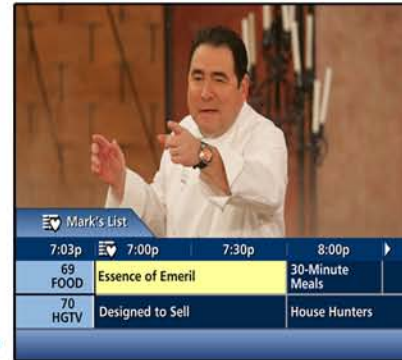 Mark's List
7:03p 7:00p 7:30p 8:00p
69 FOOD Essence of Emeril 30-Minute Meals
70 HGTV Designed to Sell House Hunters